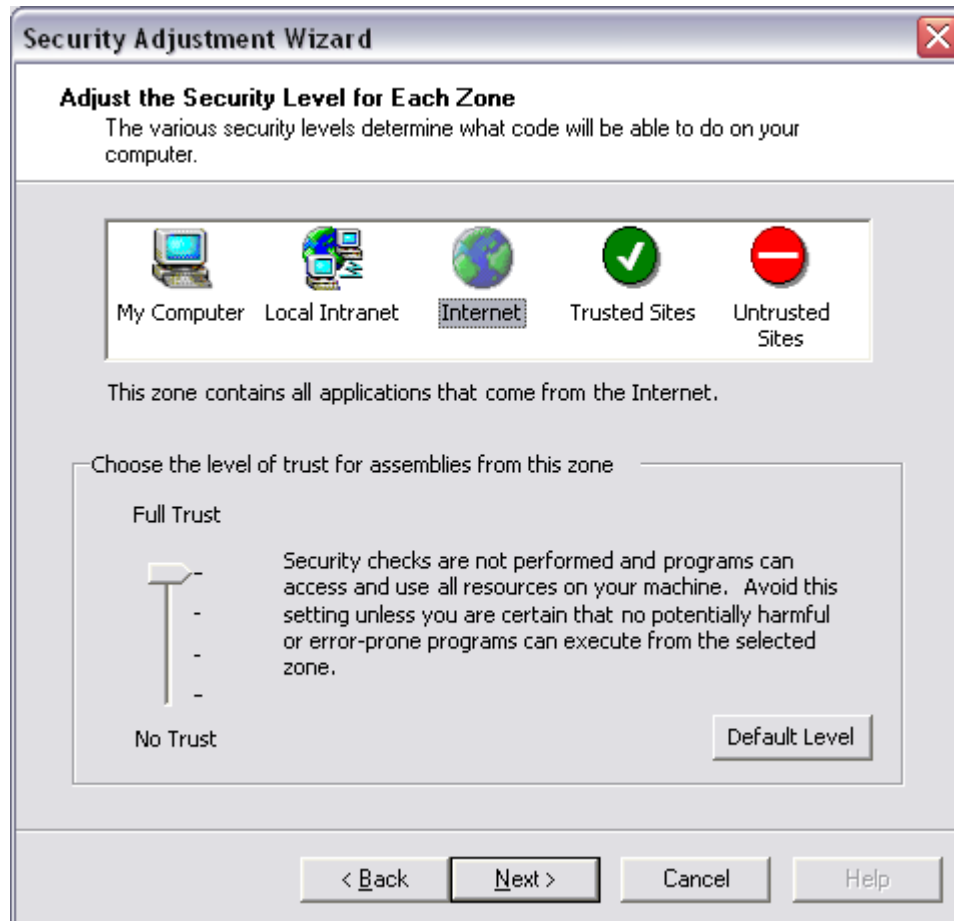 Security Adjustment Wizard
Adjust the Security Level for Each Zone
The various security levels determine what code will be able to do on your
computer.
My Computer Local Intranet Internet Trusted Sites Untrusted
Sites
This zone contains all applications that come from the Internet.
Choose the level of trust for assemblies from this zone
Full Trust
Security checks are not performed and programs can
access and use all resources on your machine. Avoid this
setting unless you are certain that no potentially harmful
or error-prone programs can execute from the selected
zone.
No Trust
Default Level
< Back Next > Cancel Help